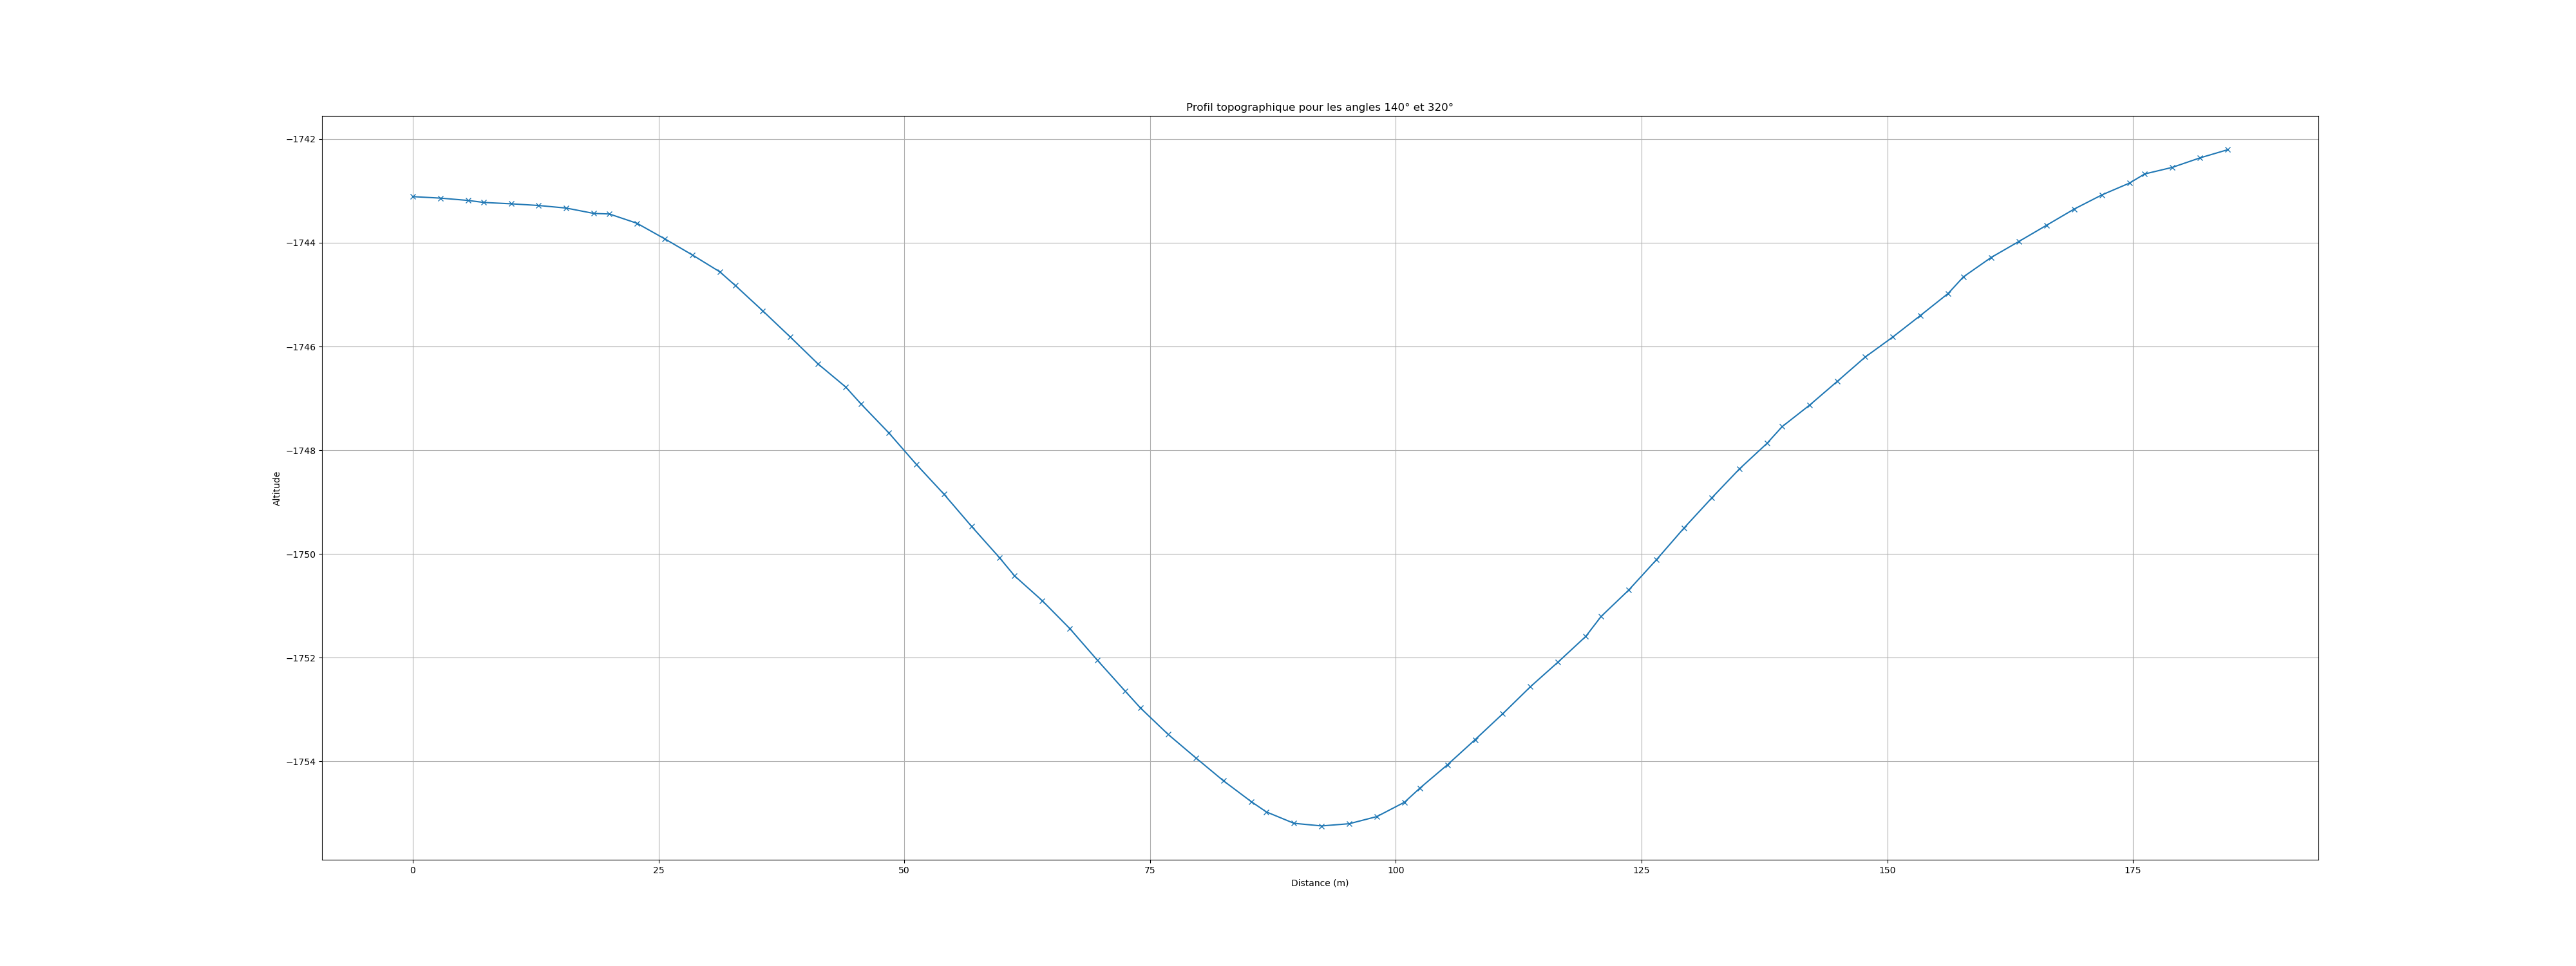 Profil topographique pour les angles 140° et 320°
−1742
−1744
−1746
−1748
−1750
−1752
−1754
Altitude
0 25 50 75 100 125 150 175
Distance (m)